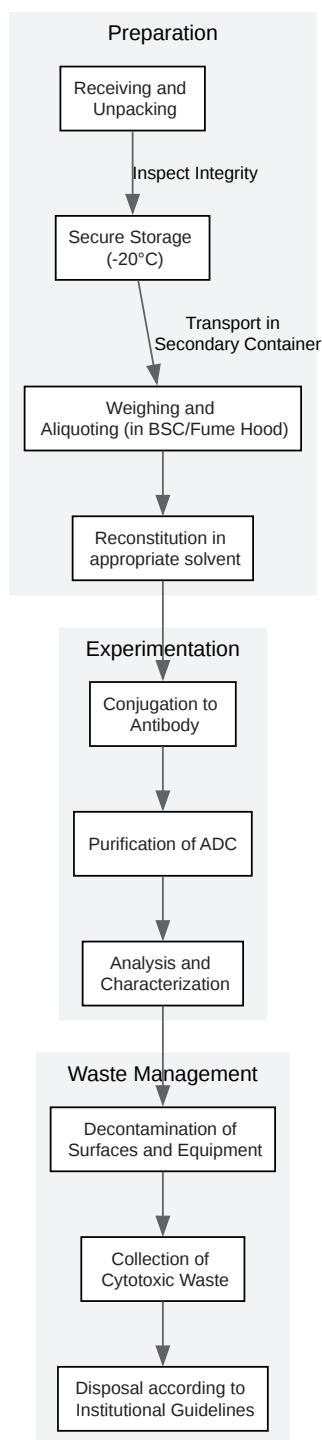 Preparation
Receiving and
Unpacking
Inspect Integrity
Secure Storage
(-20°C)
Transport in
Secondary Container
Weighing and
Aliquoting (in BSC/Fume Hood)
Reconstitution in
appropriate solvent
Experimentation
Conjugation to
Antibody
Purification of ADC
Analysis and
Characterization
Waste Management
Decontamination of
Surfaces and Equipment
Collection of
Cytotoxic Waste
Disposal according to
Institutional Guidelines